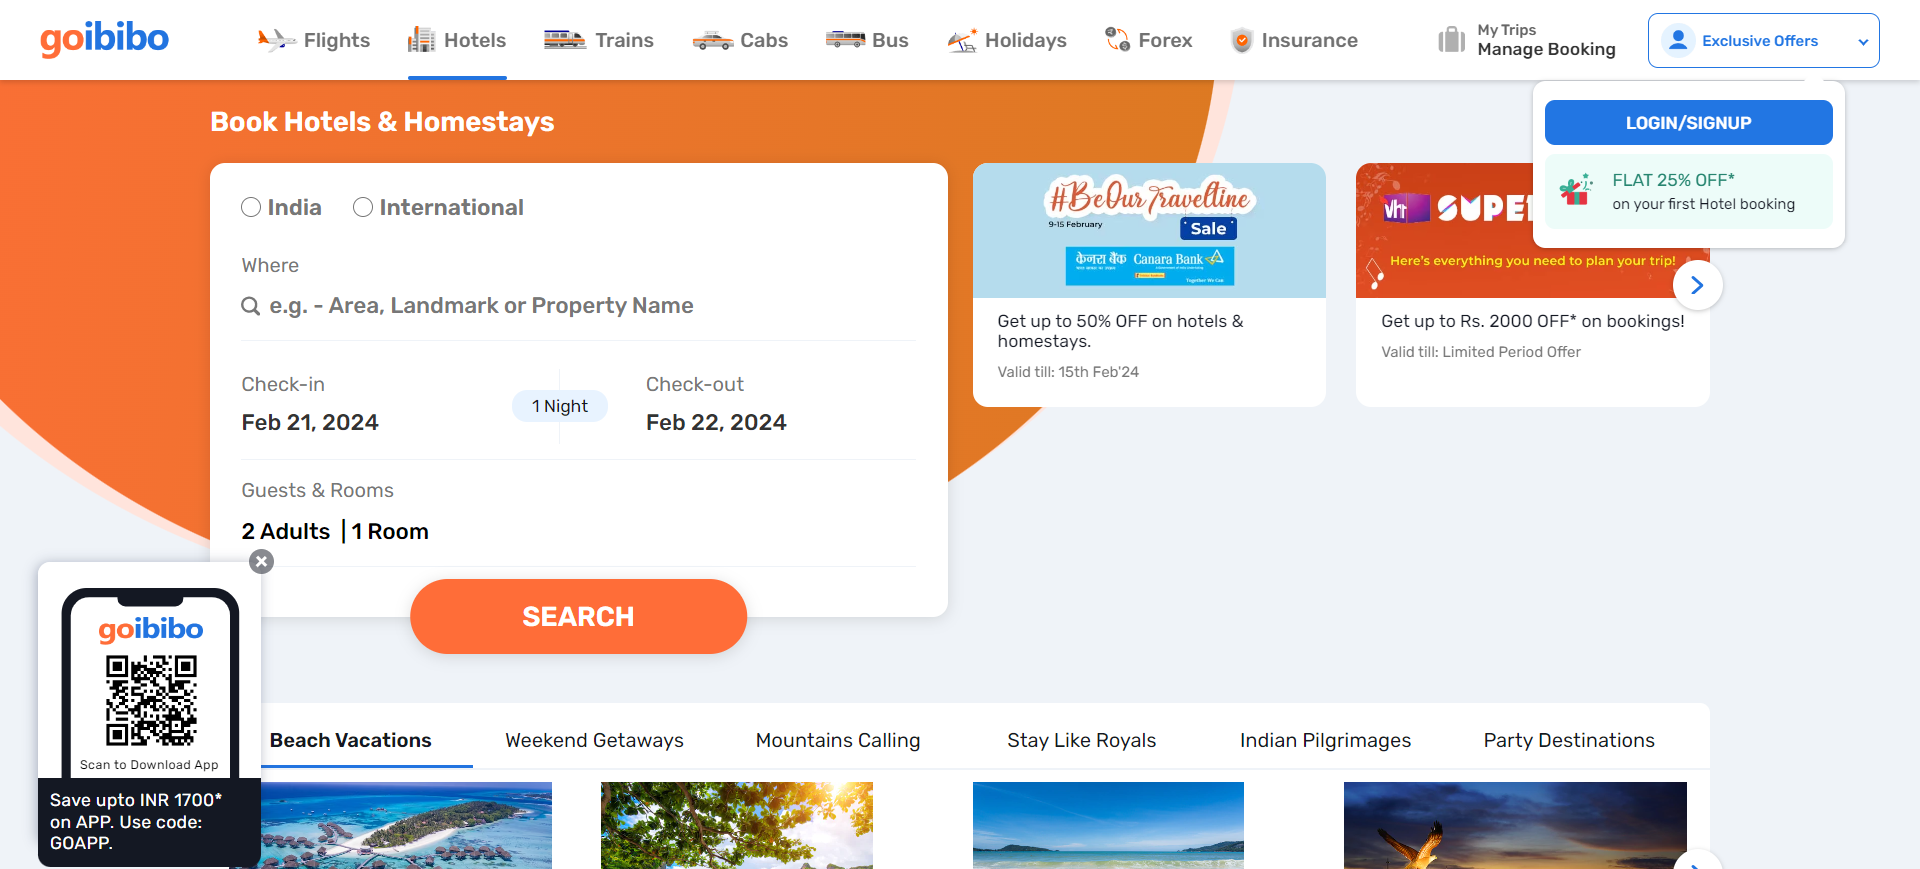 goibibo
Flights
Hotels
Trains
Cabs
Bus
Holidays
Forex
Insurance
My Trips
Manage Booking
Exclusive Offers
LOGIN/SIGNUP
FLAT 25% OFF*
on your first Hotel booking
Book Hotels & Homestays
India
International
Where
e.g. - Area, Landmark or Property Name
Check-in
Feb 21, 2024
1 Night
Check-out
Feb 22, 2024
Guests & Rooms
2 Adults | 1 Room
SEARCH
#BeOurTraveltine
9-15 February
Sale
केनरा बैंक Canara Bank
Together We Can
Get up to 50% OFF on hotels &
homestays.
Valid till: 15th Feb'24
VH1 SUPE
Here's everything you need to plan your trip!
Get up to Rs. 2000 OFF* on bookings!
Valid till: Limited Period Offer
goibibo
Scan to Download App
Save upto INR 1700*
on APP. Use code:
GOAPP.
Beach Vacations
Weekend Getaways
Mountains Calling
Stay Like Royals
Indian Pilgrimages
Party Destinations